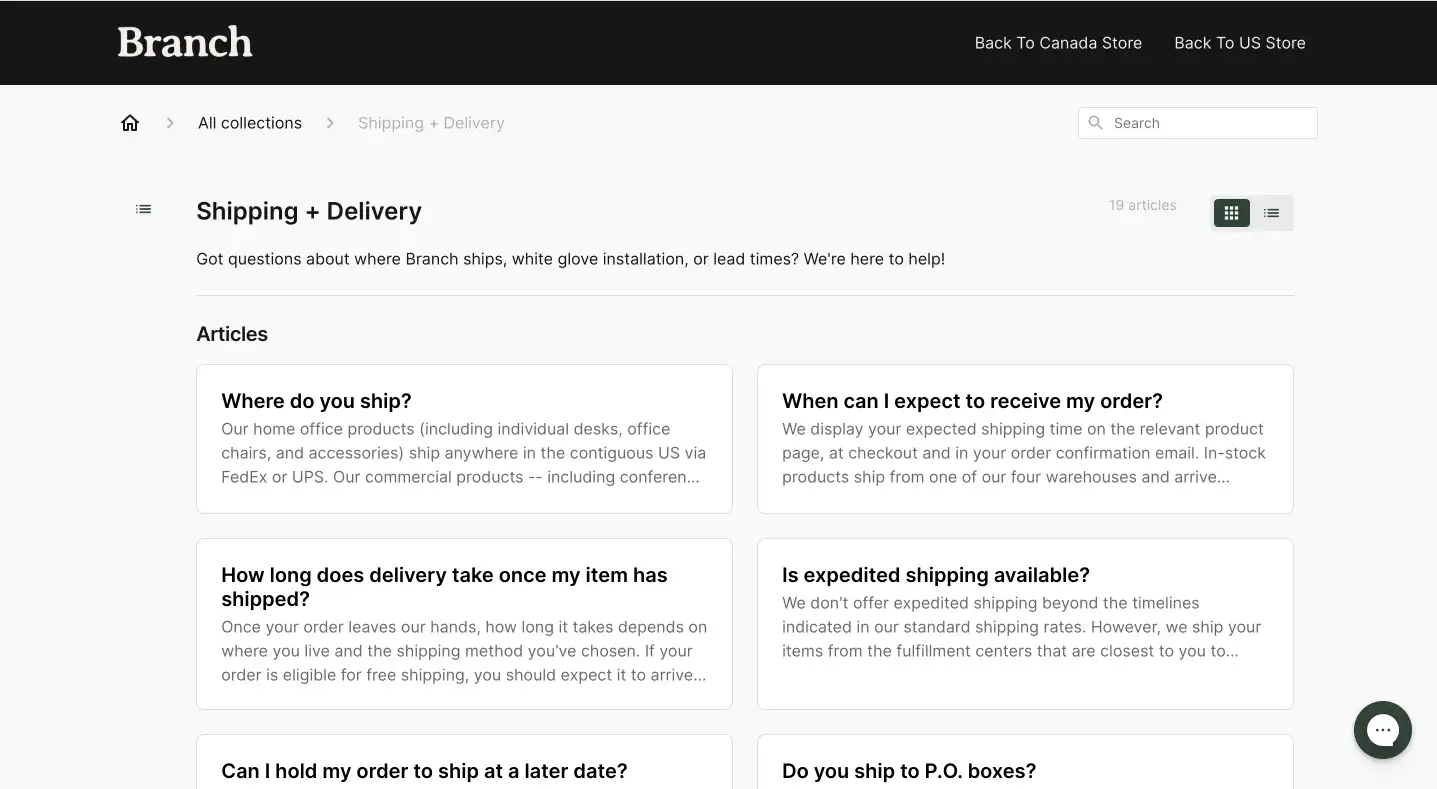 Branch
Back To Canada Store
Back To US Store
All collections
Shipping + Delivery
Search
Shipping + Delivery
19 articles
Got questions about where Branch ships, white glove installation, or lead times? We're here to help!
Articles
Where do you ship?
Our home office products (including individual desks, office
chairs, and accessories) ship anywhere in the contiguous US via
FedEx or UPS. Our commercial products -- including conferen...
When can I expect to receive my order?
We display your expected shipping time on the relevant product
page, at checkout and in your order confirmation email. In-stock
products ship from one of our four warehouses and arrive...
How long does delivery take once my item has
shipped?
Once your order leaves our hands, how long it takes depends on
where you live and the shipping method you’ve chosen. If your
order is eligible for free shipping, you should expect it to arrive...
Is expedited shipping available?
We don't offer expedited shipping beyond the timelines
indicated in our standard shipping rates. However, we ship your
items from the fulfillment centers that are closest to you to...
Can I hold my order to ship at a later date?
Do you ship to P.O. boxes?